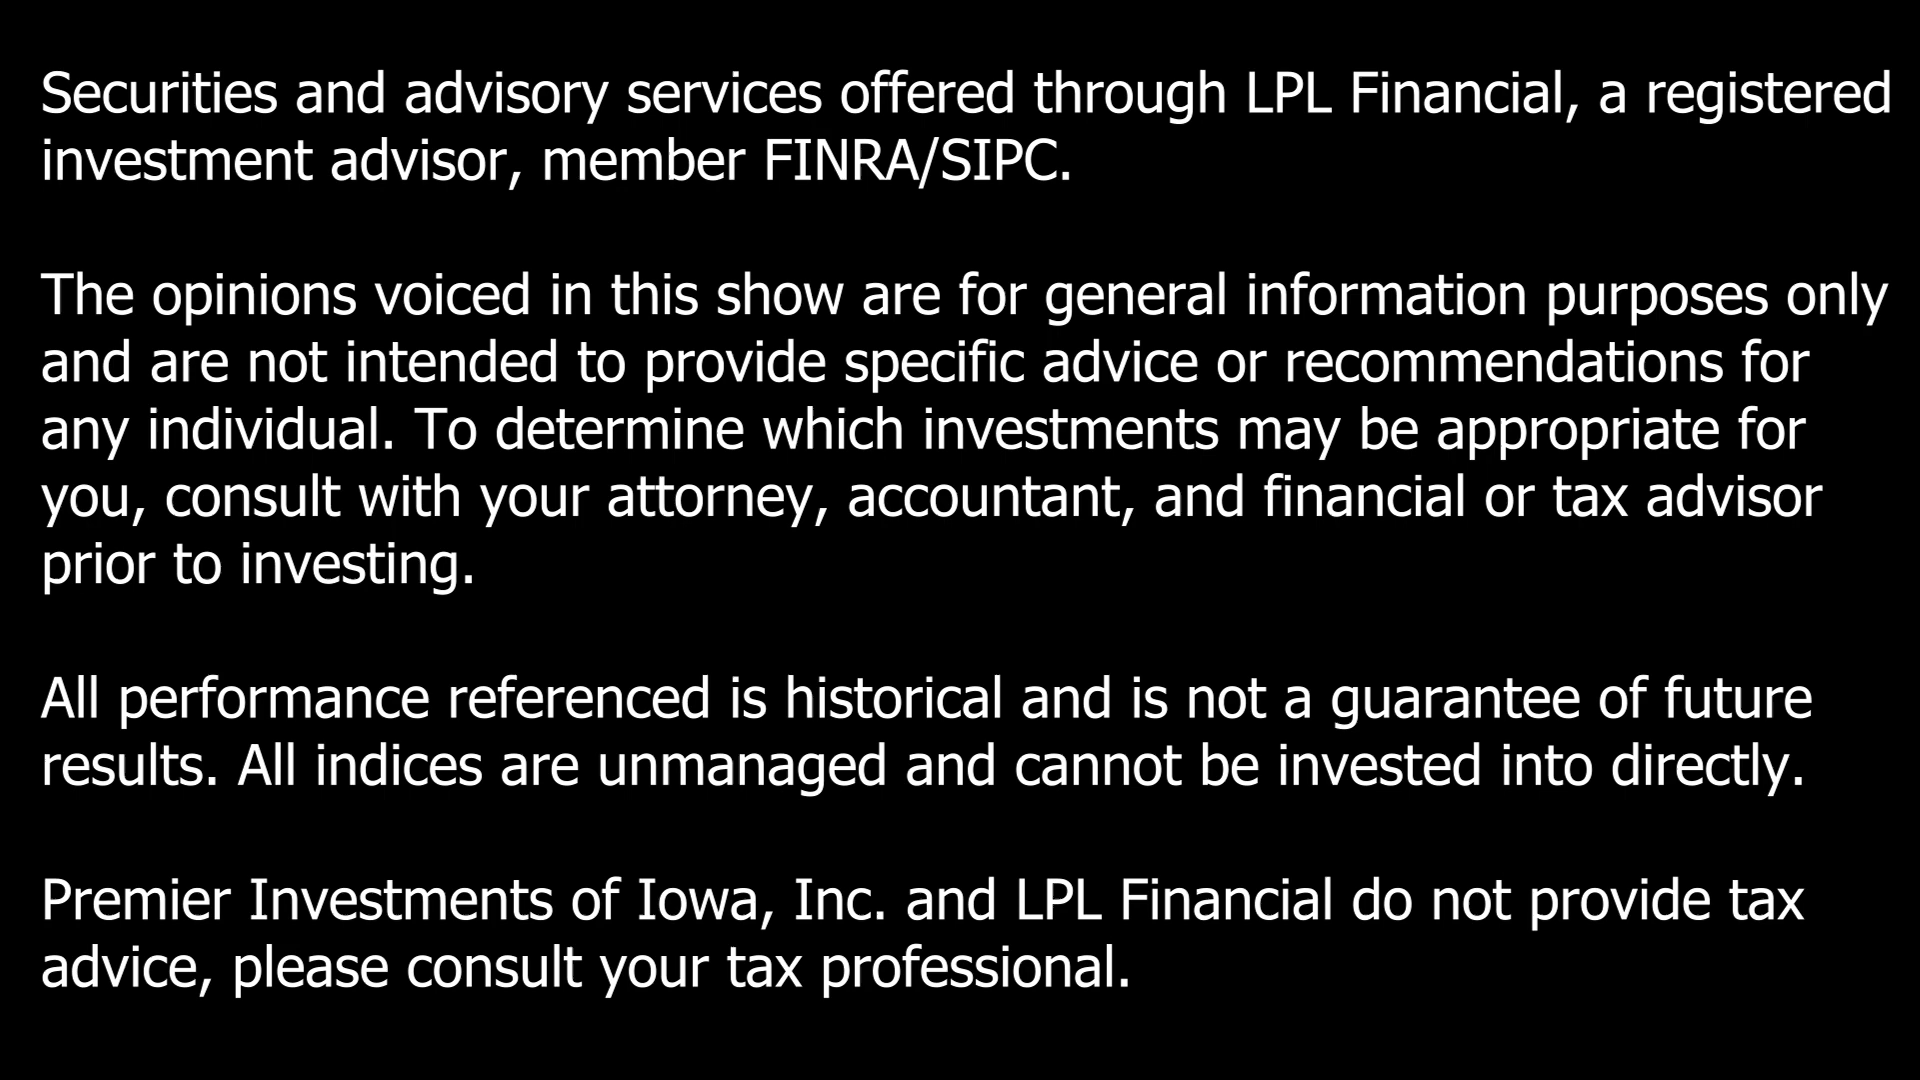 Securities and advisory services offered through LPL Financial, a registered
investment advisor, member FINRA/SIPC.
The opinions voiced in this show are for general information purposes only
and are not intended to provide specific advice or recommendations for
any individual. To determine which investments may be appropriate for
you, consult with your attorney, accountant, and financial or tax advisor
prior to investing.
All performance referenced is historical and is not a guarantee of future
results. All indices are unmanaged and cannot be invested into directly.
Premier Investments of Iowa, Inc. and LPL Financial do not provide tax
advice, please consult your tax professional.